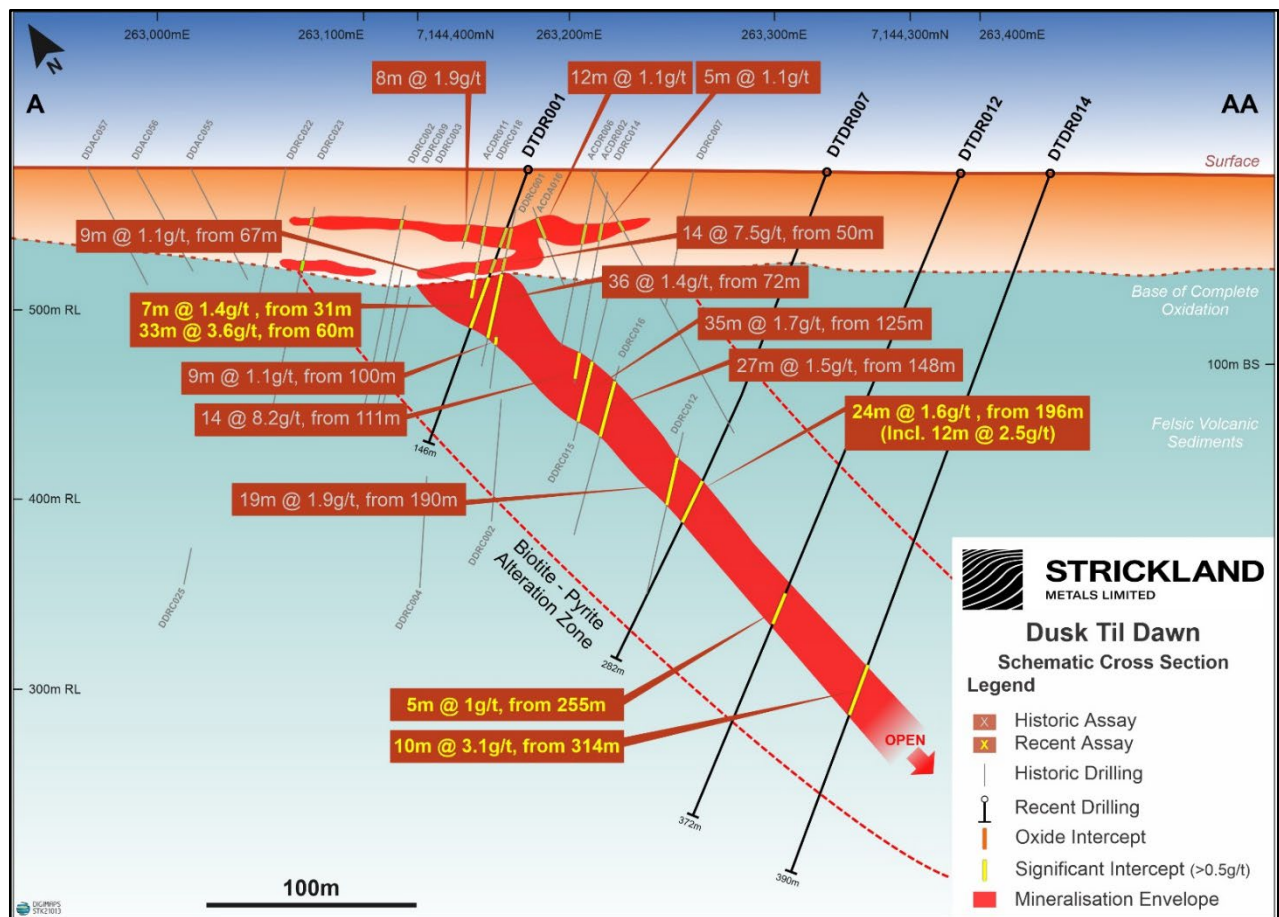 263,000mE
263,100mE
7,144,400mN
263,200mE
263,300mE
7,144,300mN
263,400mE
N
8m @ 1.9g/t
12m @ 1.1g/t
5m @ 1.1g/t
A
AA
DDAC057
DDAC056
DDAC055
DDRC022
DDRC023
DDRC002
DDRC009
DDRC003
ACDR011
DDRC018
DTDR001
DDRC001
ACDA016
ACDR006
ACDR002
DDRC014
DDRC007
DTDR007
DTDR012
DTDR014
Surface
9m @ 1.1g/t, from 67m
14 @ 7.5g/t, from 50m
36 @ 1.4g/t, from 72m
500m RL
7m @ 1.4g/t , from 31m
33m @ 3.6g/t, from 60m
Base of Complete
Oxidation
35m @ 1.7g/t, from 125m
DDRC016
100m BS
9m @ 1.1g/t, from 100m
27m @ 1.5g/t, from 148m
14 @ 8.2g/t, from 111m
24m @ 1.6g/t , from 196m
(Incl. 12m @ 2.5g/t)
DDRC012
Felsic Volcanic
Sediments
146m
DDRC015
19m @ 1.9g/t, from 190m
400m RL
DDRC002
DDRC025
DDRC004
Biotite - Pyrite
Alteration Zone
282m
300m RL
5m @ 1g/t, from 255m
10m @ 3.1g/t, from 314m
OPEN
372m
390m
STRICKLAND
METALS LIMITED
Dusk Til Dawn
Schematic Cross Section
Legend
X Historic Assay
X Recent Assay
Historic Drilling
Recent Drilling
Oxide Intercept
Significant Intercept (>0.5g/t)
Mineralisation Envelope
100m
DIGIMAPS
STK21013